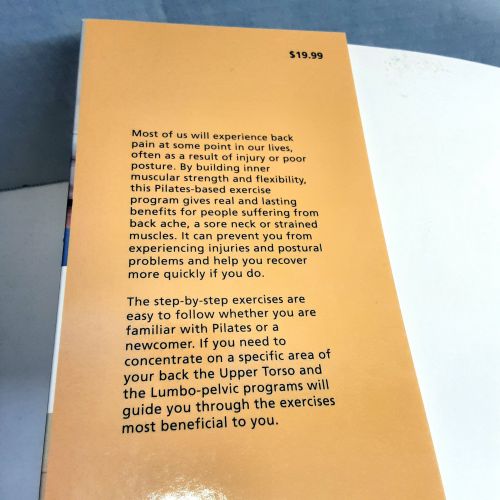 $19.99
Most of us will experience back
pain at some point in our lives,
often as a result of injury or poor
posture. By building inner
muscular strength and flexibility,
this Pilates-based exercise
program gives real and lasting
benefits for people suffering from
back ache, a sore neck or strained
muscles. It can prevent you from
experiencing injuries and postural
problems and help you recover
more quickly if you do.
The step-by-step exercises are
easy to follow whether you are
familiar with Pilates or a
newcomer. If you need to
concentrate on a specific area of
your back the Upper Torso and
the Lumbo-pelvic programs will
guide you through the exercises
most beneficial to you.